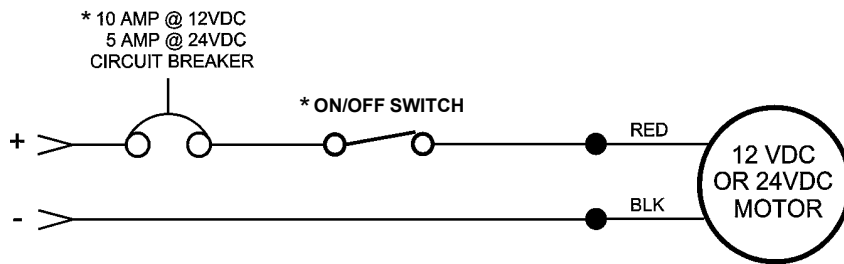 * 10 AMP @ 12VDC
5 AMP @ 24VDC
CIRCUIT BREAKER
* ON/OFF SWITCH
+
RED
12 VDC
OR 24VDC
MOTOR
-
BLK